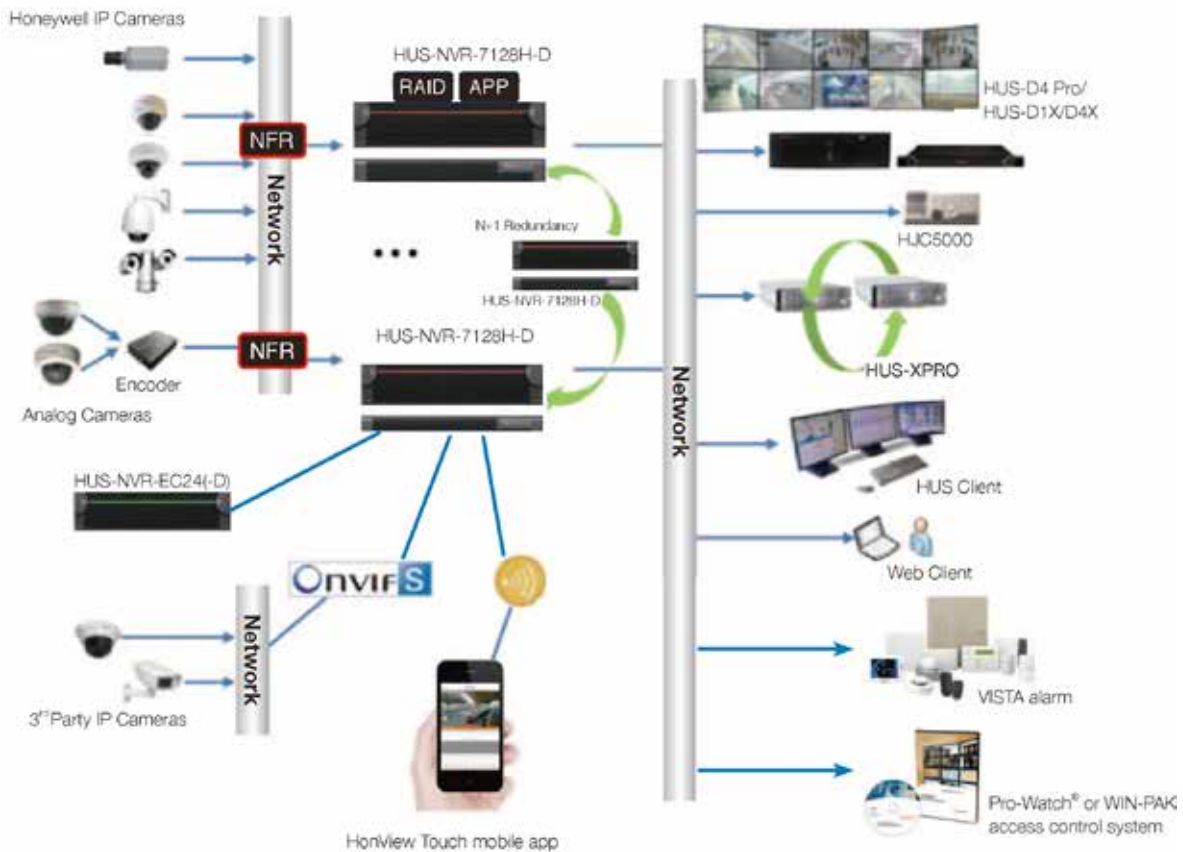 Honeywell IP Cameras
HUS-NVR-7128H-D
RAID
APP
NFR
Network
N+1 Redundancy
HUS-NVR-7128H-D
HUS-NVR-7128H-D
NFR
Encoder
Analog Cameras
HUS-NVR-EC24(-D)
ONVIF S
Network
3rd Party IP Cameras
HonView Touch mobile app
Network
HUS-D4 Pro/
HUS-D1X/D4X
HJC5000
HUS-XPRO
HUS Client
Web Client
VISTA alarm
Pro-Watch® or WIN-PAK
access control system